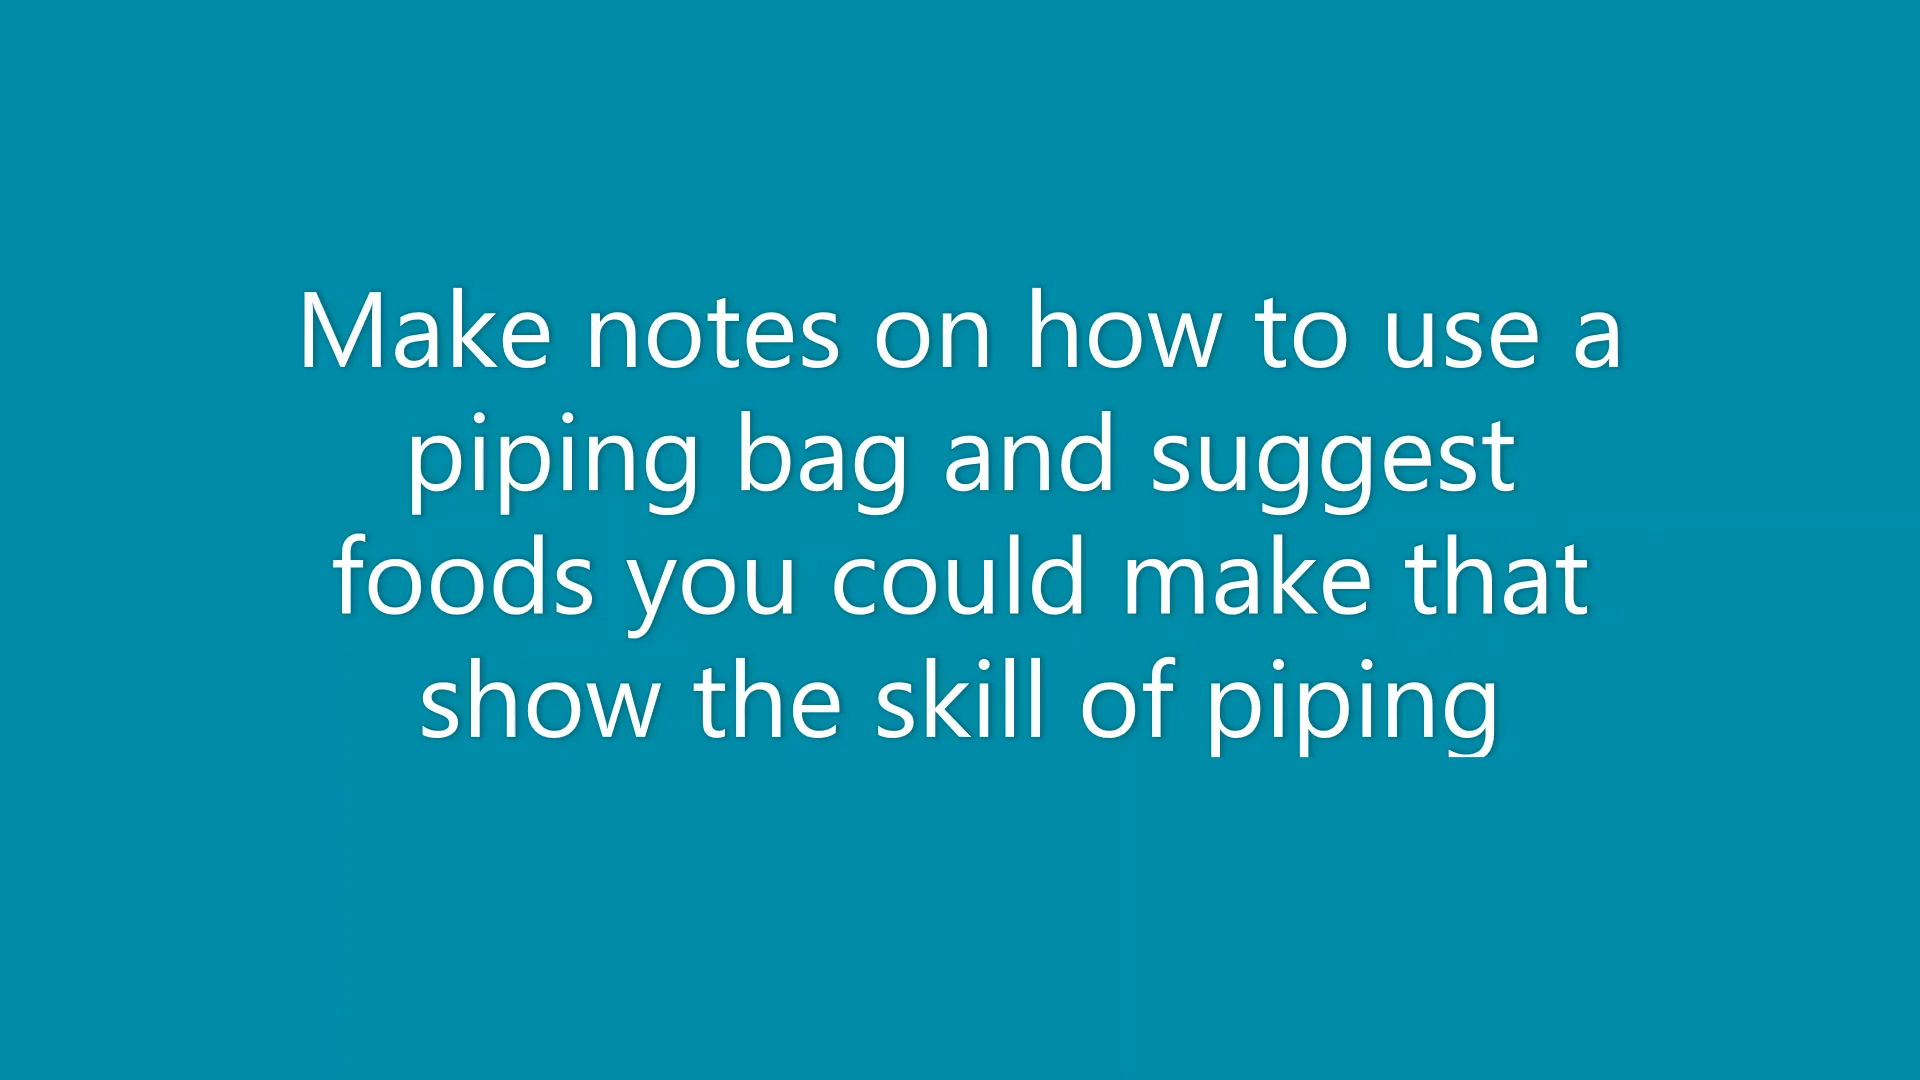 Make notes on how to use a
piping bag and suggest
foods you could make that
show the skill of piping